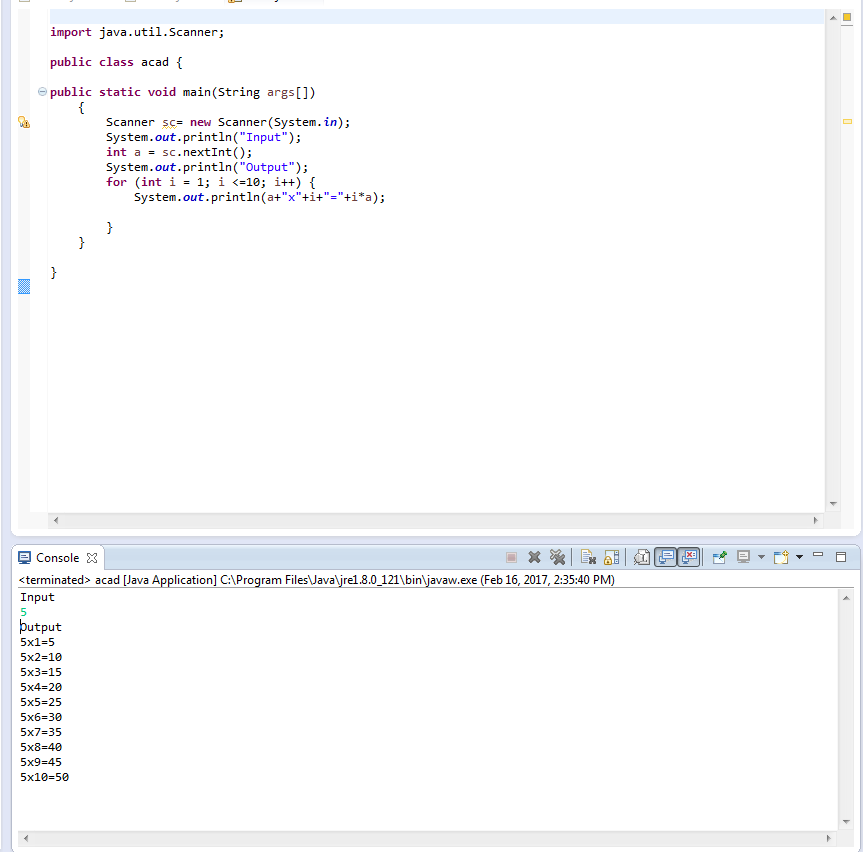 import java.util.Scanner;
public class acad {
public static void main(String args[])
{
Scanner sc= new Scanner(System.in);
System.out.println("Input");
int a = sc.nextInt();
System.out.println("Output");
for (int i = 1; i <=10; i++) {
System.out.println(a+"x"+i+"="+i*a);
}
}
}
Console
<terminated> acad [Java Application] C:\Program Files\Java\jre1.8.0_121\bin\javaw.exe (Feb 16, 2017, 2:35:40 PM)
Input
5
Output
5x1=5
5x2=10
5x3=15
5x4=20
5x5=25
5x6=30
5x7=35
5x8=40
5x9=45
5x10=50